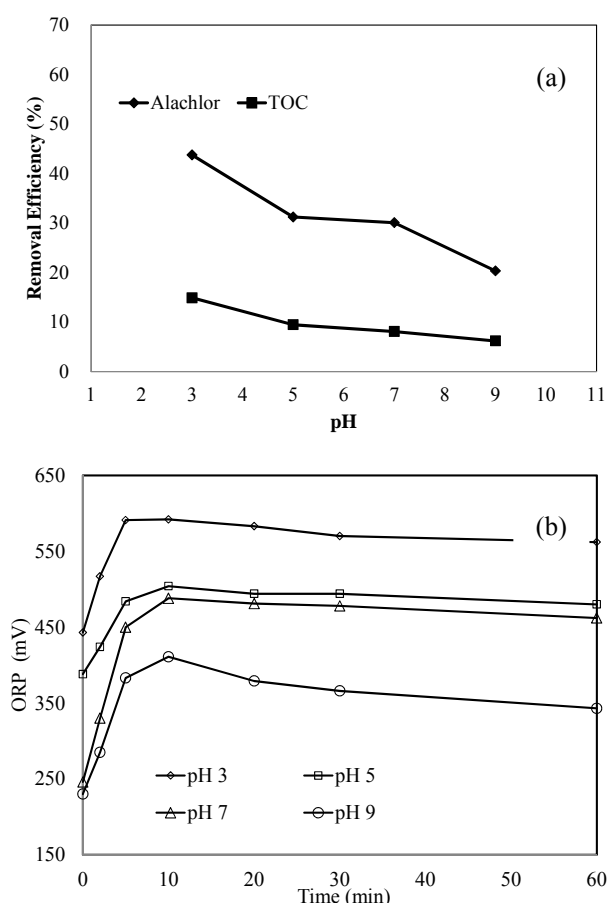 70
(a)
Alachlor TOC
60
50
40
30
20
10
0
Removal Efficiency (%)
1 2 3 4 5 6 7 8 9 10 11
pH
650
(b)
550
450
350
250
150
ORP (mV)
pH 3 pH 5
pH 7 pH 9
0 10 20 30 40 50 60
Time (min)